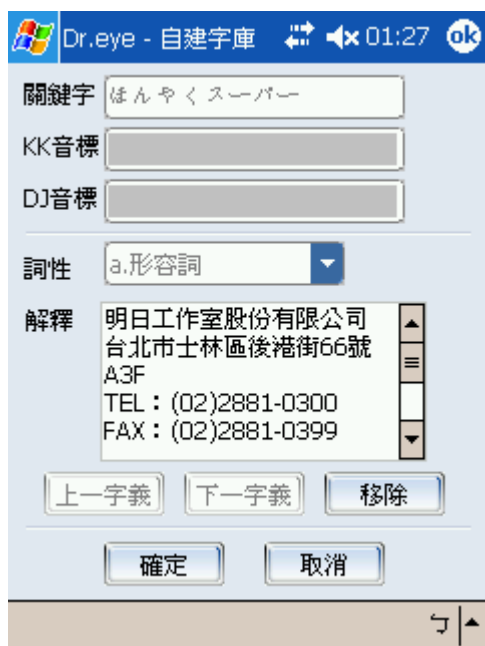 Dr.eye - 自建字庫 01:27 ok
關鍵字 ほんやくスーパー
KK音標
DJ音標
詞性 a.形容詞
解釋 明日工作室股份有限公司
台北市士林區後港街66號
A3F
TEL：(02)2881-0300
FAX：(02)2881-0399
上一字義 下一字義 移除
確定 取消
ㄅ